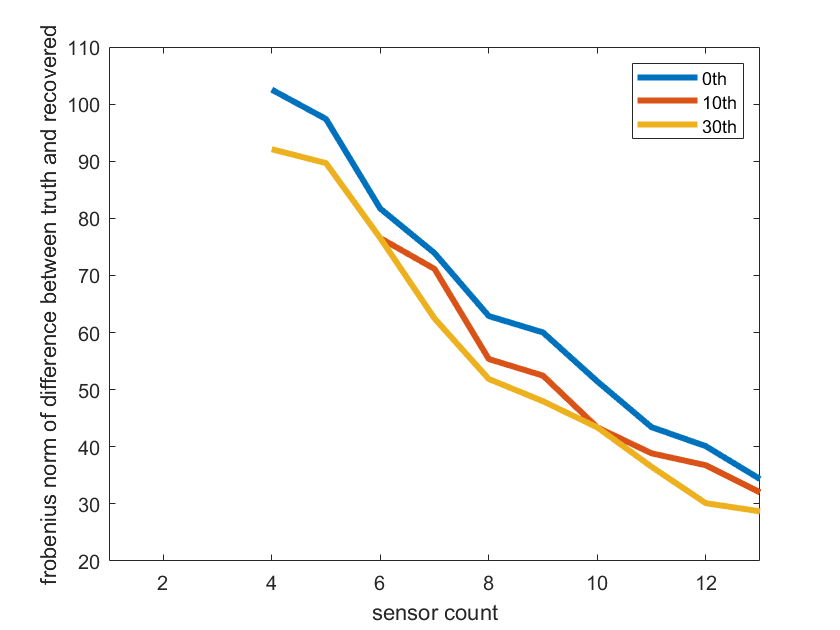 frobenius norm of difference between truth and recovered
110
100
90
80
70
60
50
40
30
20
2 4 6 8 10 12
sensor count
0th
10th
30th